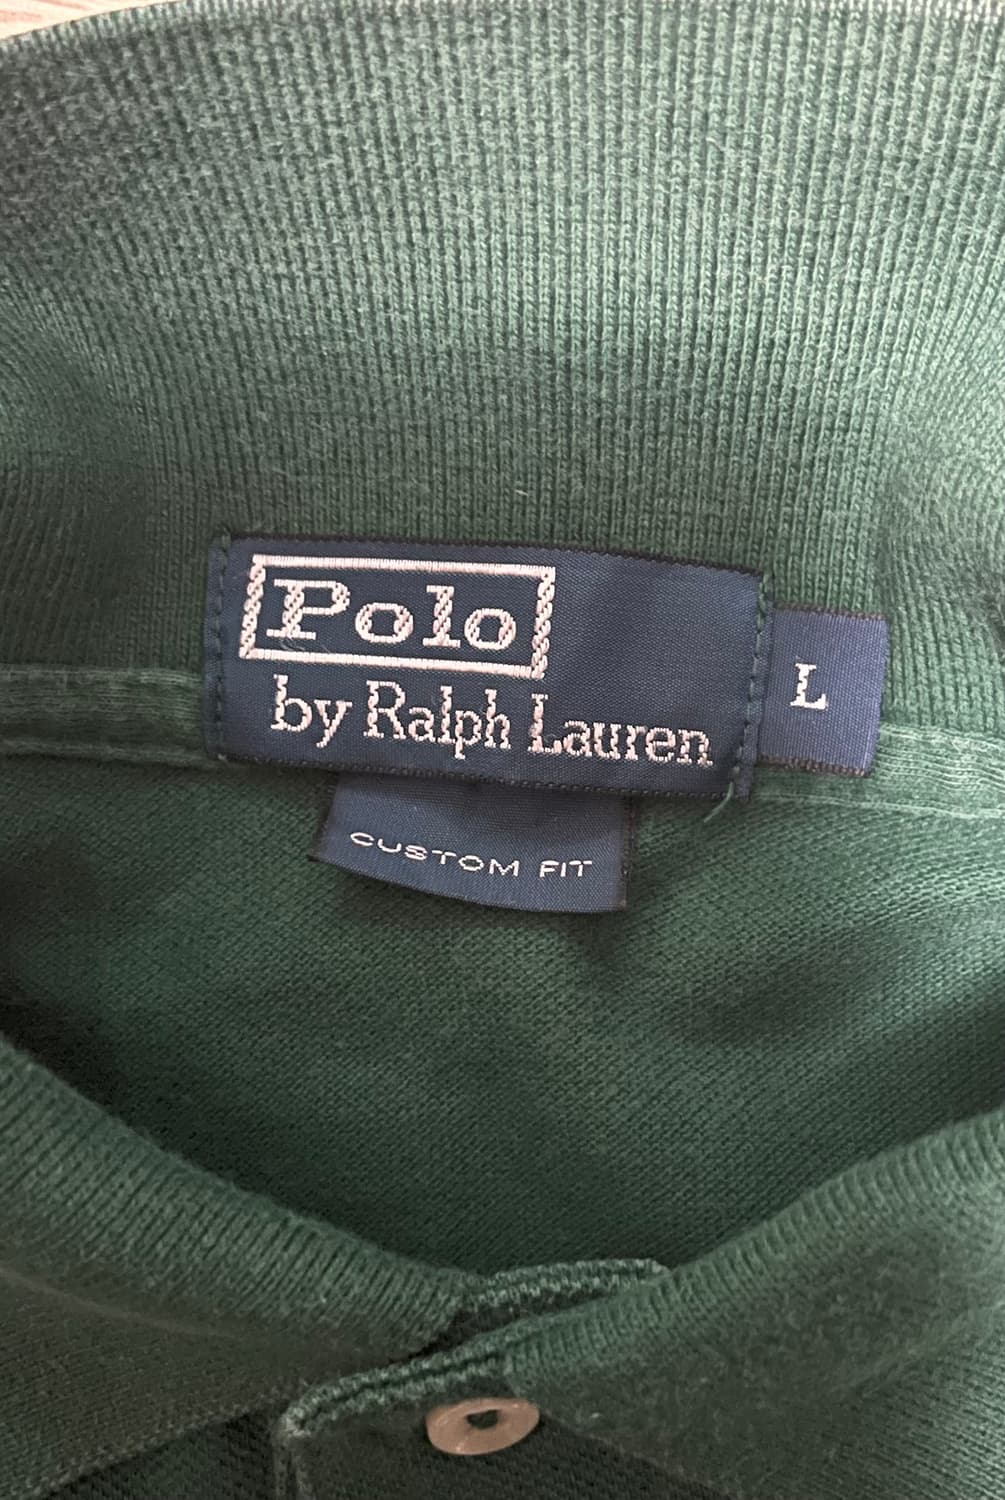 Polo
by Ralph Lauren
L
CUSTOM FIT